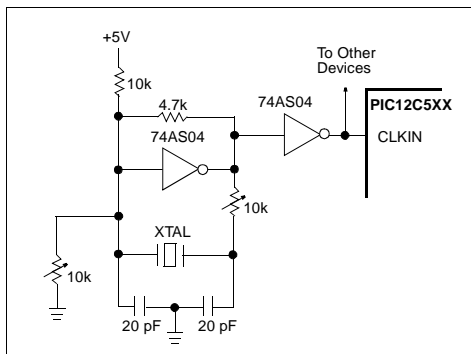 +5V
To Other
Devices
10k
4.7k
74AS04
74AS04
PIC12C5XX
CLKIN
10k
XTAL
10k
20 pF
20 pF